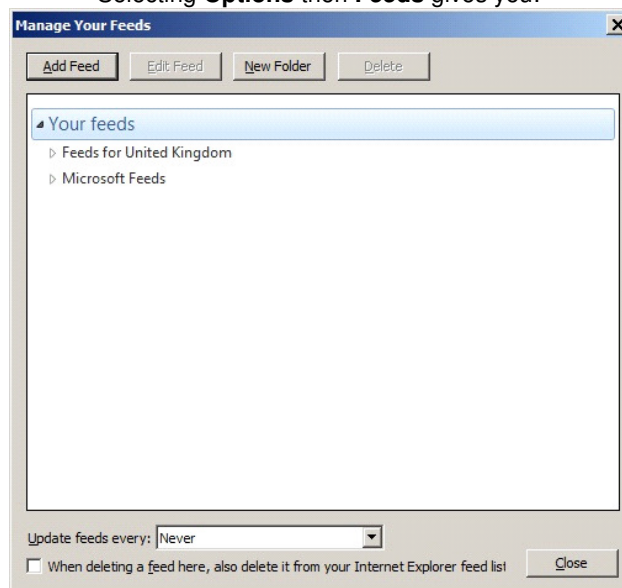 Selecting Options then Feeds gives you:
Manage Your Feeds
Add Feed Edit Feed New Folder Delete
Your feeds
Feeds for United Kingdom
Microsoft Feeds
Update feeds every: Never
When deleting a feed here, also delete it from your Internet Explorer feed list Close